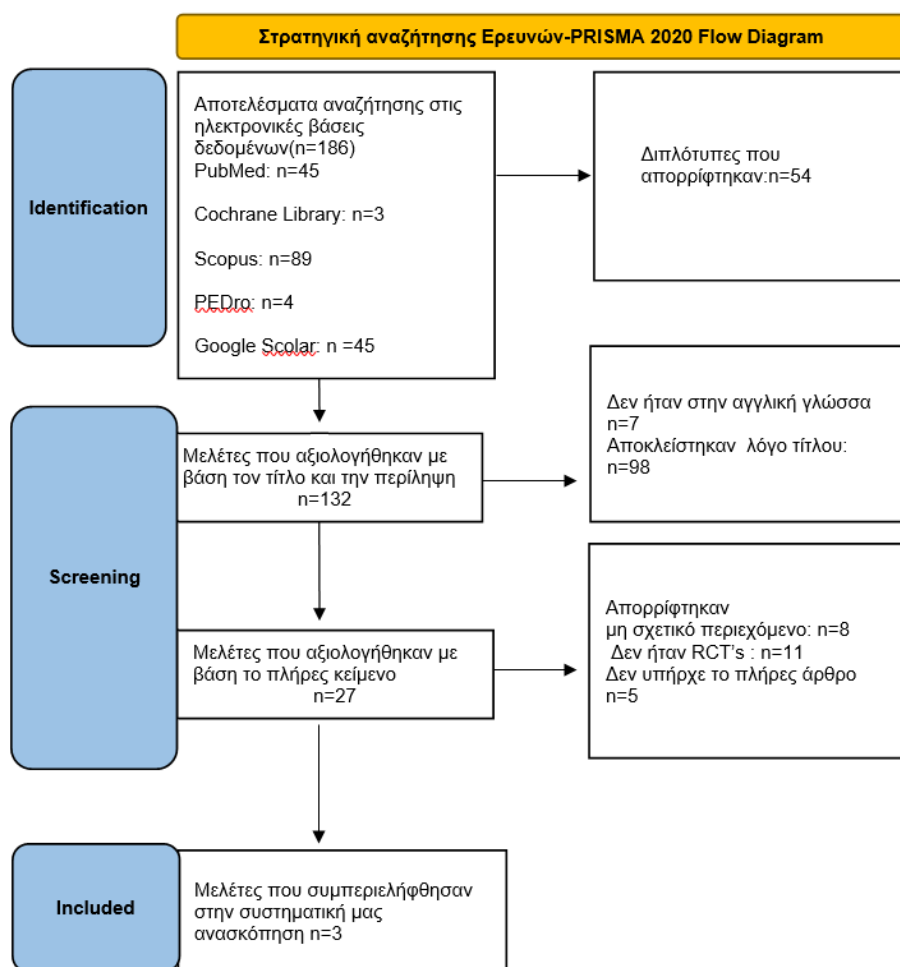 Στρατηγική αναζήτησης Ερευνών-PRISMA 2020 Flow Diagram
Identification
Αποτελέσματα αναζήτησης στις
ηλεκτρονικές βάσεις
δεδομένων(n=186)
PubMed: n=45
Cochrane Library: n=3
Scopus: n=89
PEDro: n=4
Google Scolar: n =45
Διπλότυπες που
απορρίφτηκαν:n=54
Screening
Μελέτες που αξιολογήθηκαν με
βάση τον τίτλο και την περίληψη
n=132
Δεν ήταν στην αγγλική γλώσσα
n=7
Αποκλείστηκαν λόγο τίτλου:
n=98
Μελέτες που αξιολογήθηκαν με
βάση το πλήρες κείμενο
n=27
Απορρίφτηκαν
μη σχετικό περιεχόμενο: n=8
Δεν ήταν RCT’s : n=11
Δεν υπήρχε το πλήρες άρθρο
n=5
Included
Μελέτες που συμπεριελήφθησαν
στην συστηματική μας
ανασκόπηση n=3